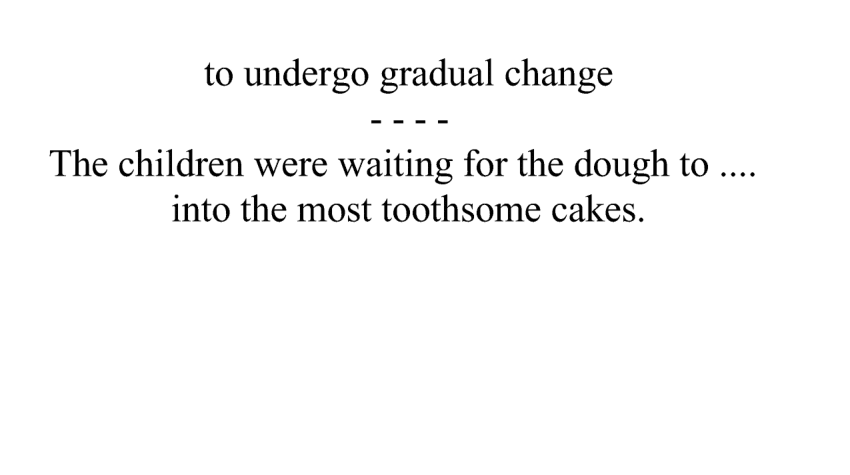 to undergo gradual change
- - - -
The children were waiting for the dough to ....
into the most toothsome cakes.